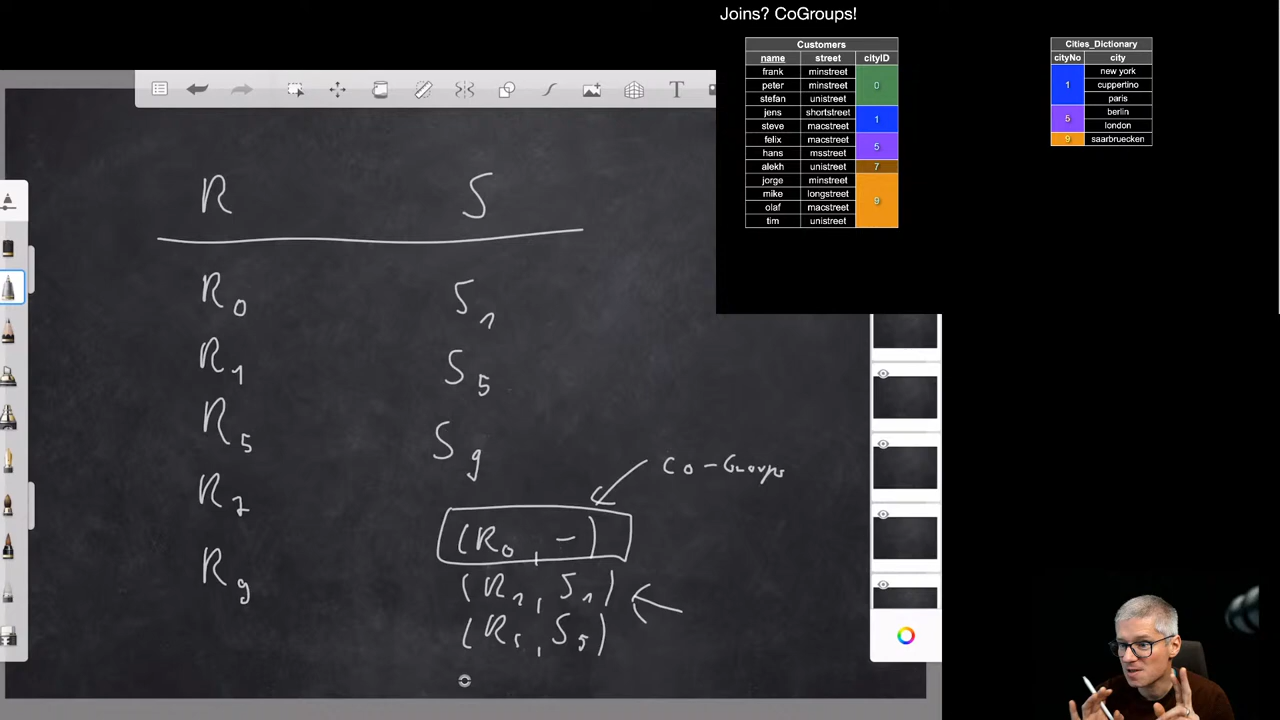 Joins? CoGroups!
Customers
name street cityID
frank minstreet
peter minstreet 0
stefan unistreet
jens shortstreet 1
steve macstreet
felix macstreet 5
hans msstreet
alekh unistreet 7
jorge minstreet
mike longstreet 9
olaf macstreet
tim unistreet
Cities_Dictionary
cityNo city
new york
1 cuppertino
paris
5 berlin
london
9 saarbruecken
T
R S
R0 S1
R1 S5
R5 S9
R7
R9
Co-Groups
(R0, -)
(R1, S1)
(R5, S5)